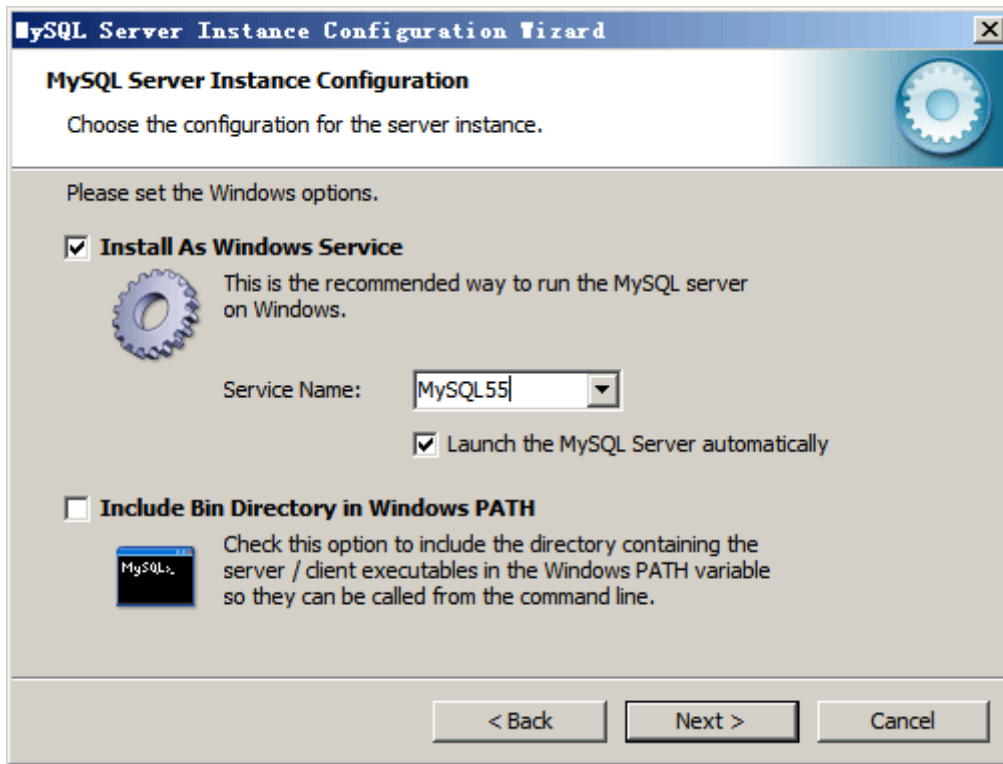 MySQL Server Instance Configuration Wizard
MySQL Server Instance Configuration
Choose the configuration for the server instance.
Please set the Windows options.
Install As Windows Service
This is the recommended way to run the MySQL server
on Windows.
Service Name:
MySQL55
Launch the MySQL Server automatically
Include Bin Directory in Windows PATH
MySQL>_
Check this option to include the directory containing the
server / client executables in the Windows PATH variable
so they can be called from the command line.
< Back
Next >
Cancel